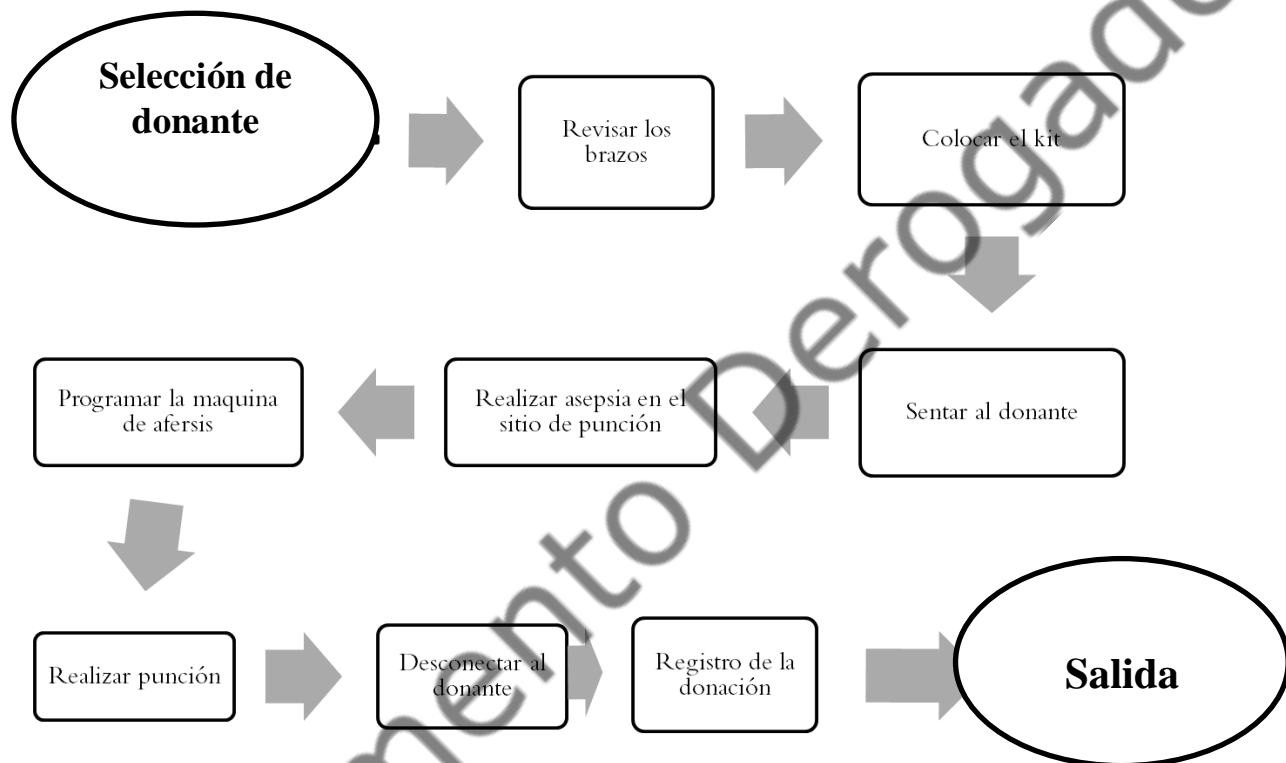 Selección de
donante
Revisar los
brazos
Colocar el kit
Sentar al donante
Realizar asepsia en el
sitio de punción
Programar la maquina
de afersis
Realizar punción
Desconectar al
donante
Registro de la
donación
Salida
mento Derogado